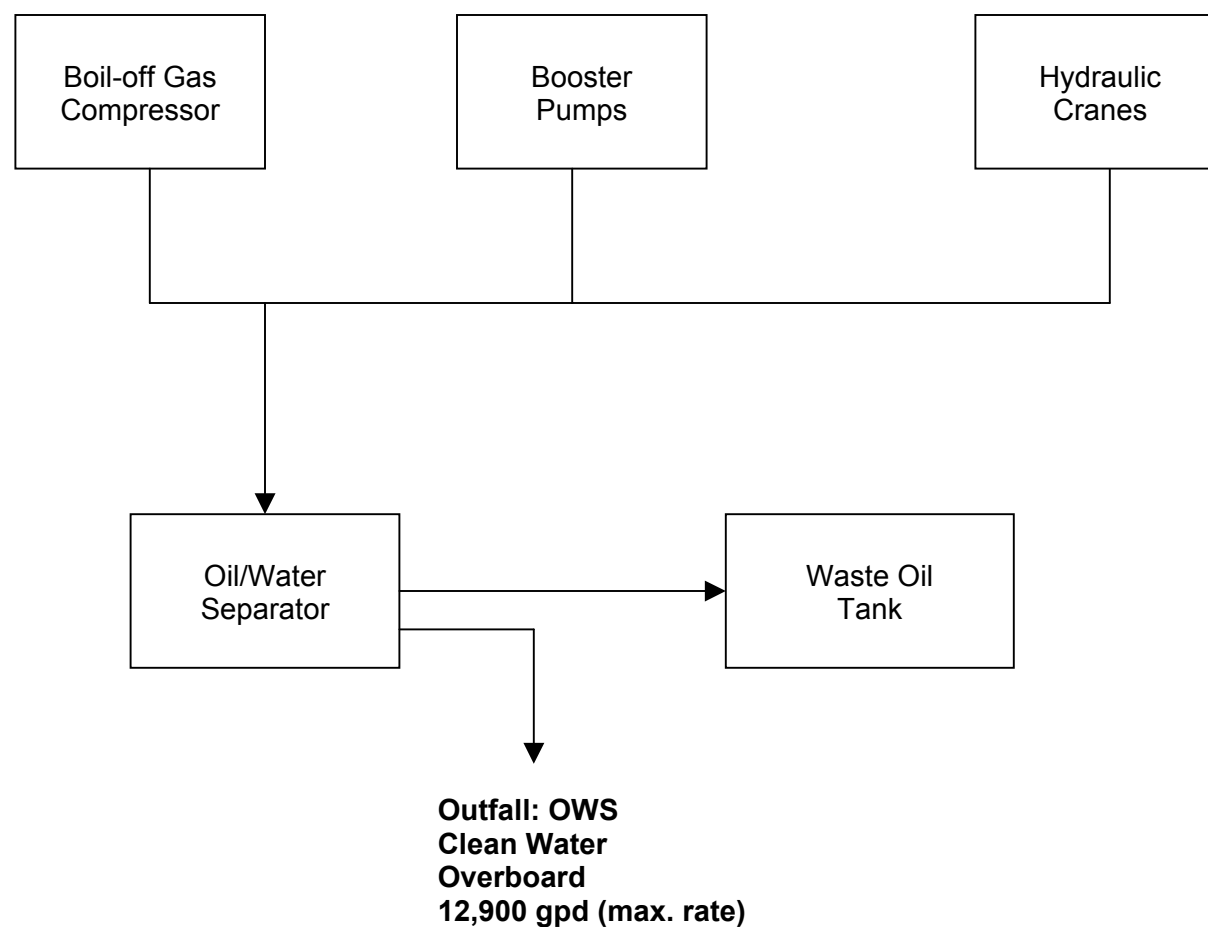 Boil-off Gas
Compressor
Booster
Pumps
Hydraulic
Cranes
Oil/Water
Separator
Waste Oil
Tank
Outfall: OWS
Clean Water
Overboard
12,900 gpd (max. rate)